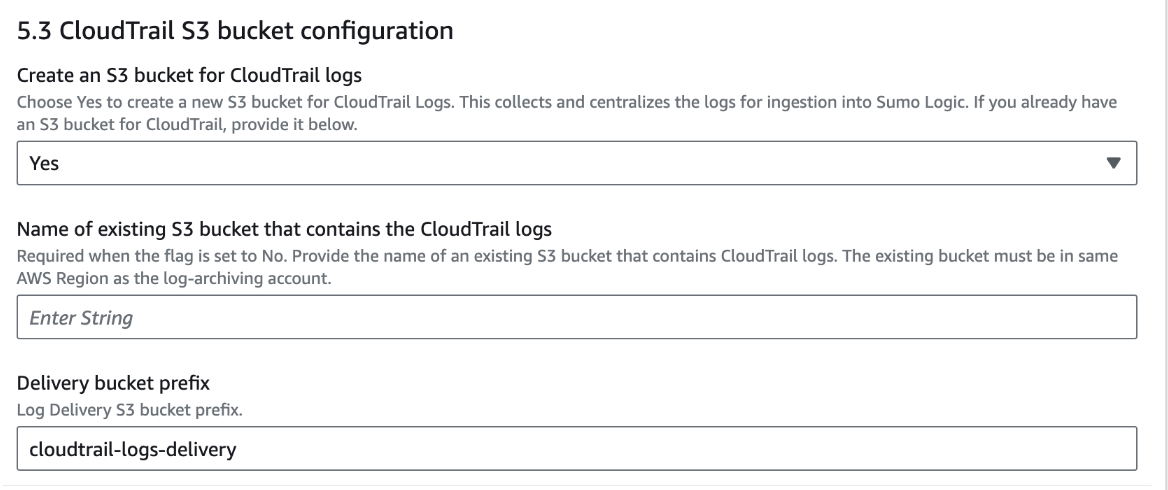 5.3 CloudTrail S3 bucket configuration
Create an S3 bucket for CloudTrail logs
Choose Yes to create a new S3 bucket for CloudTrail Logs. This collects and centralizes the logs for ingestion into Sumo Logic. If you already have
an S3 bucket for CloudTrail, provide it below.
Yes
Name of existing S3 bucket that contains the CloudTrail logs
Required when the flag is set to No. Provide the name of an existing S3 bucket that contains CloudTrail logs. The existing bucket must be in same
AWS Region as the log-archiving account.
Enter String
Delivery bucket prefix
Log Delivery S3 bucket prefix.
cloudtrail-logs-delivery